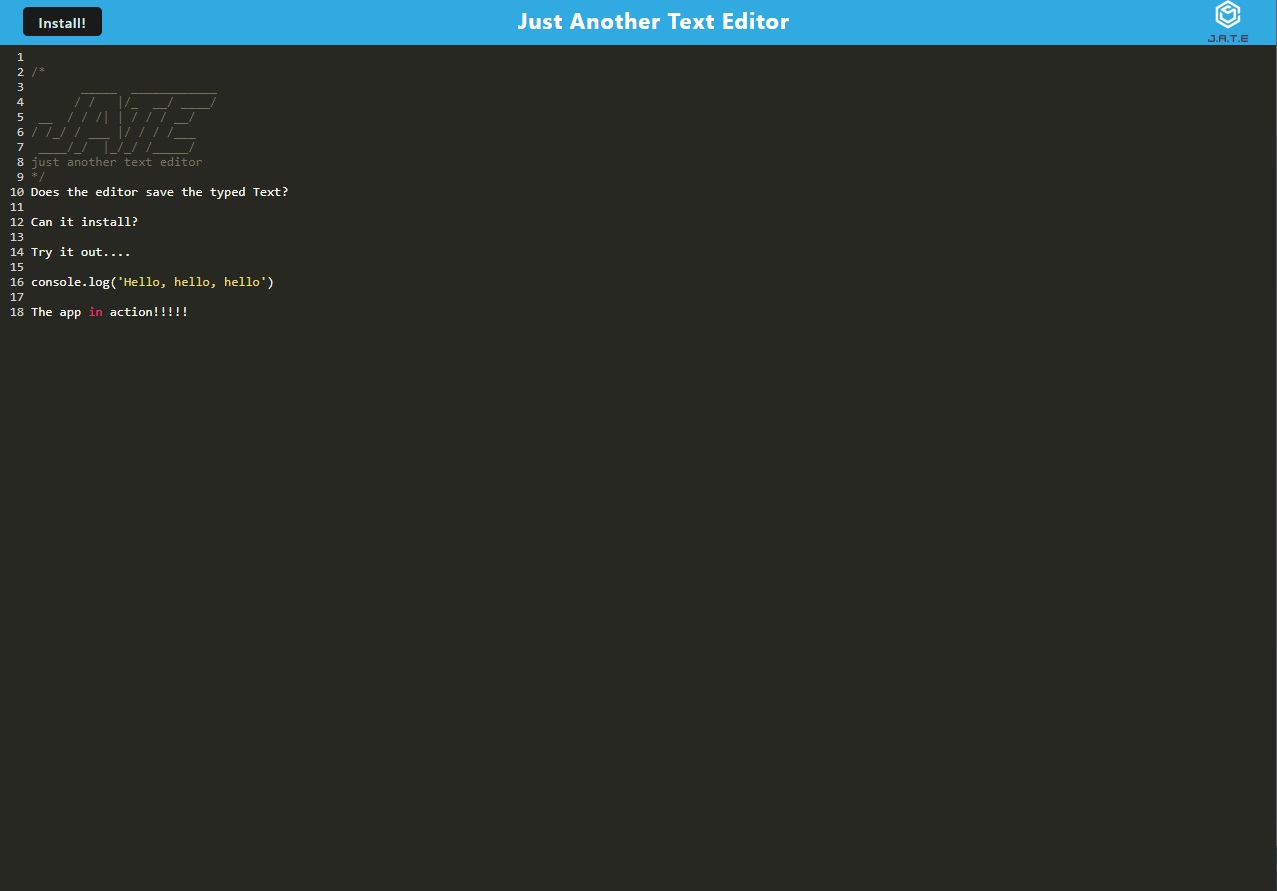 Install!
Just Another Text Editor
J.A.T.E
1
2 /*
3        _____  ____________
4       / /   |/_  __/ ____/
5  __  / / /| | / / / __/
6 / /_/ / ___ |/ / / /___
7  ____/_/  |_/_/ /_____/
8 just another text editor
9 */
10 Does the editor save the typed Text?
11
12 Can it install?
13
14 Try it out....
15
16 console.log('Hello, hello, hello')
17
18 The app in action!!!!!